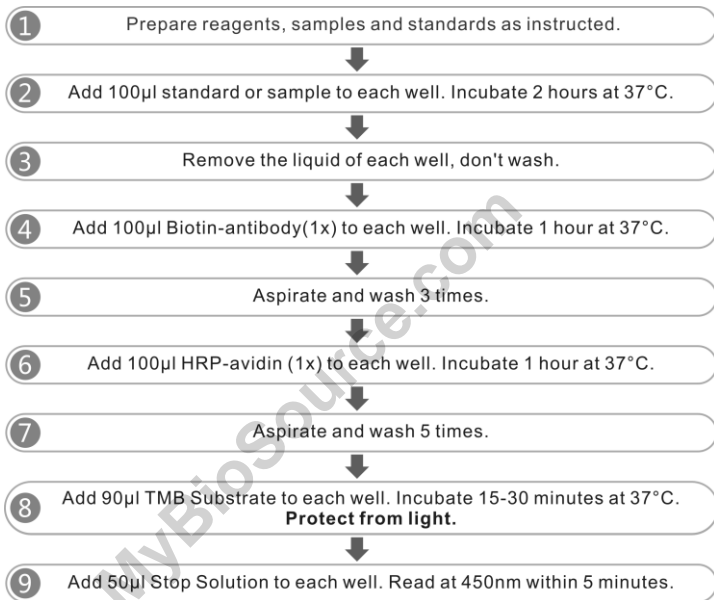 1 Prepare reagents, samples and standards as instructed.
2 Add 100μl standard or sample to each well. Incubate 2 hours at 37°C.
3 Remove the liquid of each well, don't wash.
4 Add 100μl Biotin-antibody(1x) to each well. Incubate 1 hour at 37°C.
5 Aspirate and wash 3 times.
6 Add 100μl HRP-avidin (1x) to each well. Incubate 1 hour at 37°C.
7 Aspirate and wash 5 times.
8 Add 90μl TMB Substrate to each well. Incubate 15-30 minutes at 37°C.
Protect from light.
9 Add 50μl Stop Solution to each well. Read at 450nm within 5 minutes.
MyBioSource.com